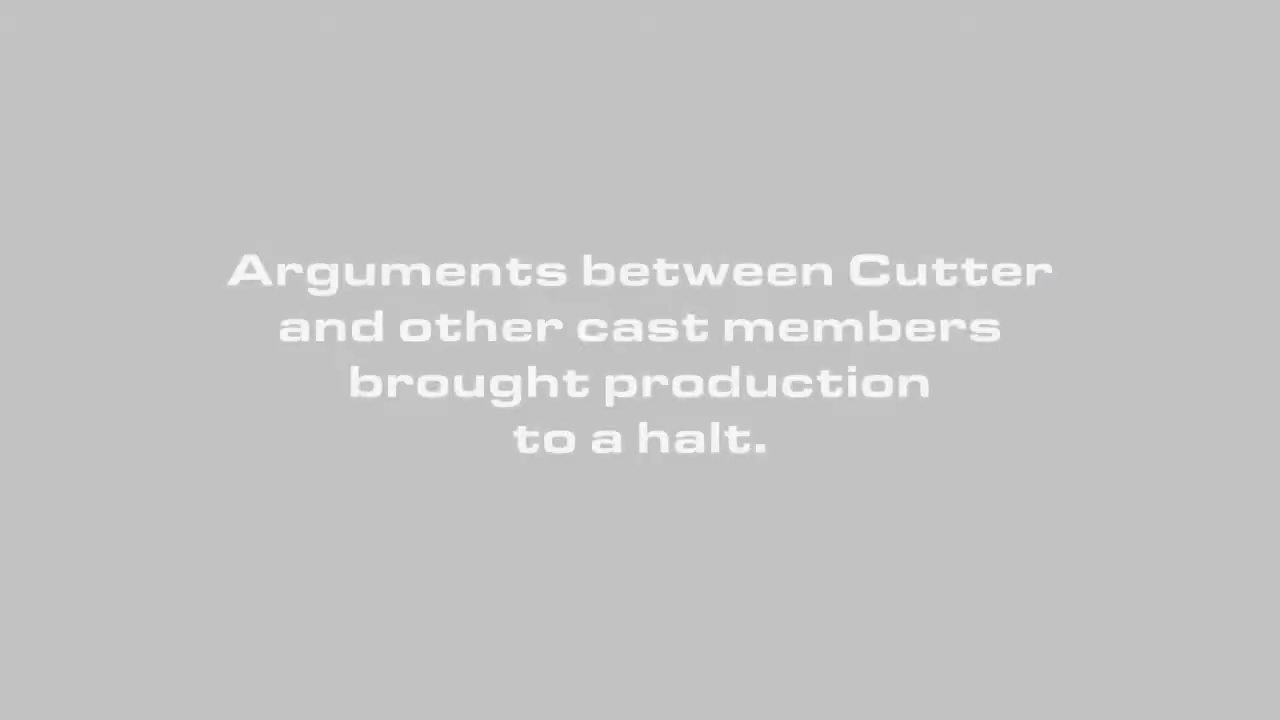 Arguments between Cutter
and other cast members
brought production
to a halt.